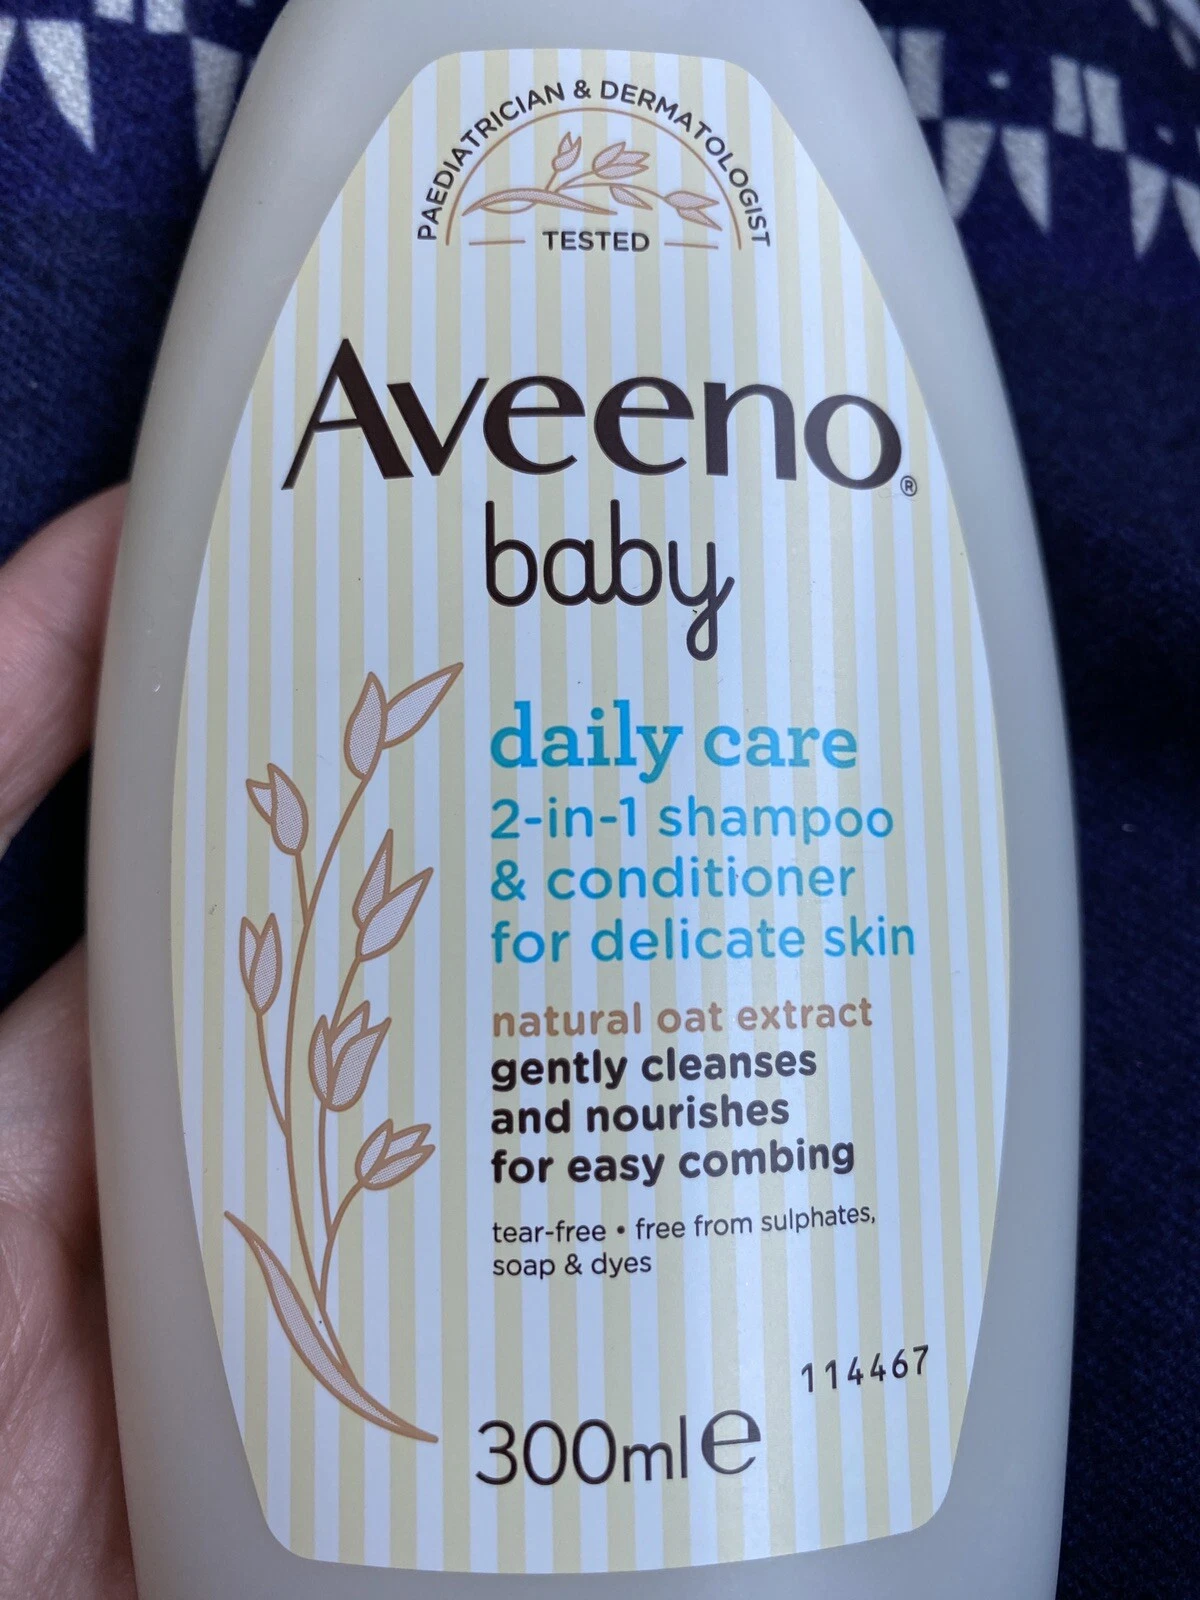 PAEDIATRICIAN & DERMATOLOGIST
TESTED
Aveeno®
baby
daily care
2-in-1 shampoo
& conditioner
for delicate skin
natural oat extract
gently cleanses
and nourishes
for easy combing
tear-free • free from sulphates,
soap & dyes
114467
300ml e